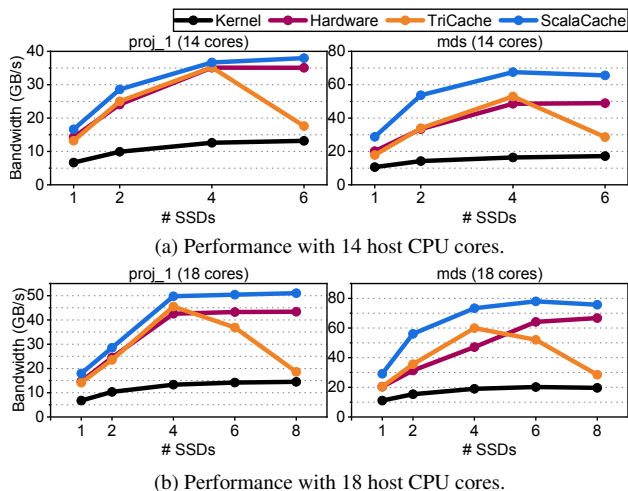 Kernel Hardware TriCache ScalaCache
proj_1 (14 cores) mds (14 cores)
Bandwidth (GB/s)
40
30
20
10
0
1 2 4 6
# SSDs
80
60
40
20
0
1 2 4 6
# SSDs
(a) Performance with 14 host CPU cores.
proj_1 (18 cores) mds (18 cores)
Bandwidth (GB/s)
50
40
30
20
10
0
1 2 4 6 8
# SSDs
80
60
40
20
0
1 2 4 6 8
# SSDs
(b) Performance with 18 host CPU cores.